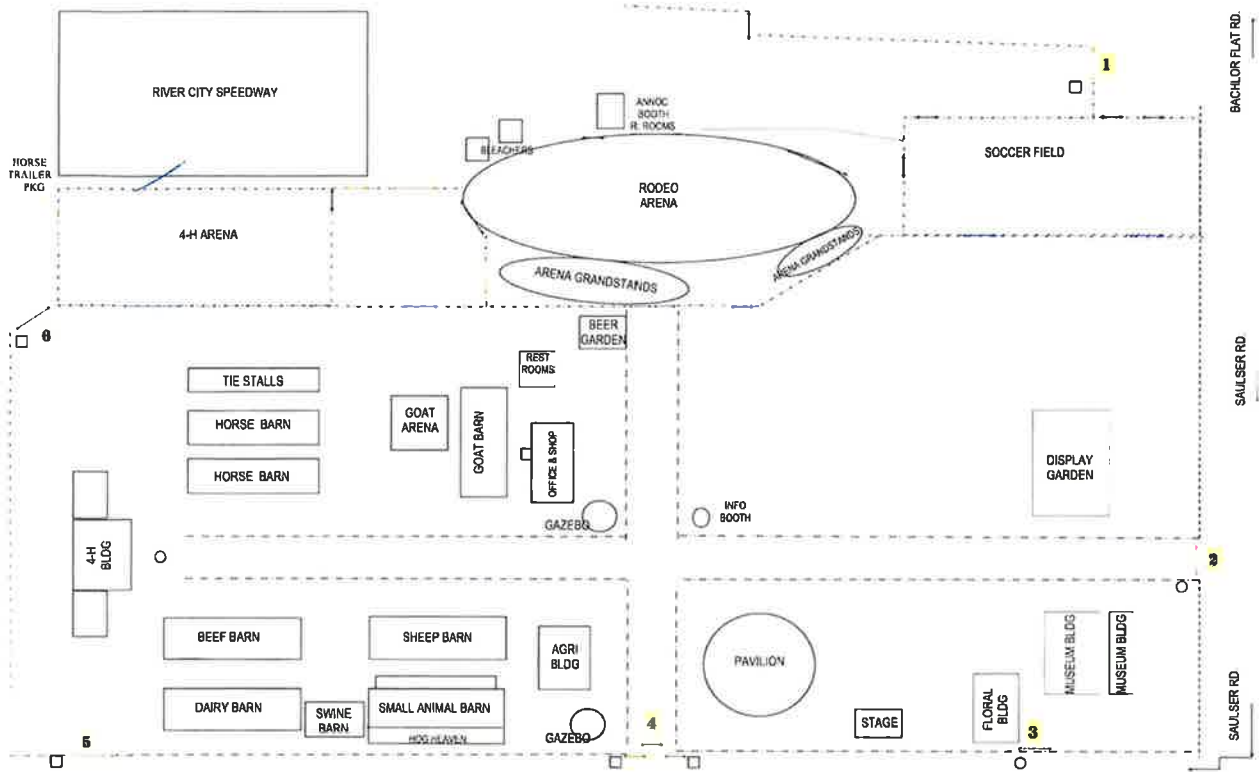 BACHLOR FLAT RD.
1
RIVER CITY SPEEDWAY
ANNOC
BOOTH
R. ROOMS
BLEACHERS
SOCCER FIELD
HORSE
TRAILER
PKG
RODEO
ARENA
4-H ARENA
ARENA GRANDSTANDS
ARENA GRANDSTANDS
6
BEER
GARDEN
SAULSER RD.
REST
ROOMS
TIE STALLS
GOAT
ARENA
HORSE BARN
GOAT BARN
OFFICE & SHOP
HORSE BARN
DISPLAY
GARDEN
INFO
BOOTH
GAZEBO
4-H
BLDG
2
BEEF BARN
SHEEP BARN
AGRI
BLDG
PAVILION
MUSEUM BLDG
MUSEUM BLDG
DAIRY BARN
SWINE
BARN
SMALL ANIMAL BARN
HOG HEAVEN
GAZEBO
FLORAL
BLDG
STAGE
SAULSER RD
5
4
3